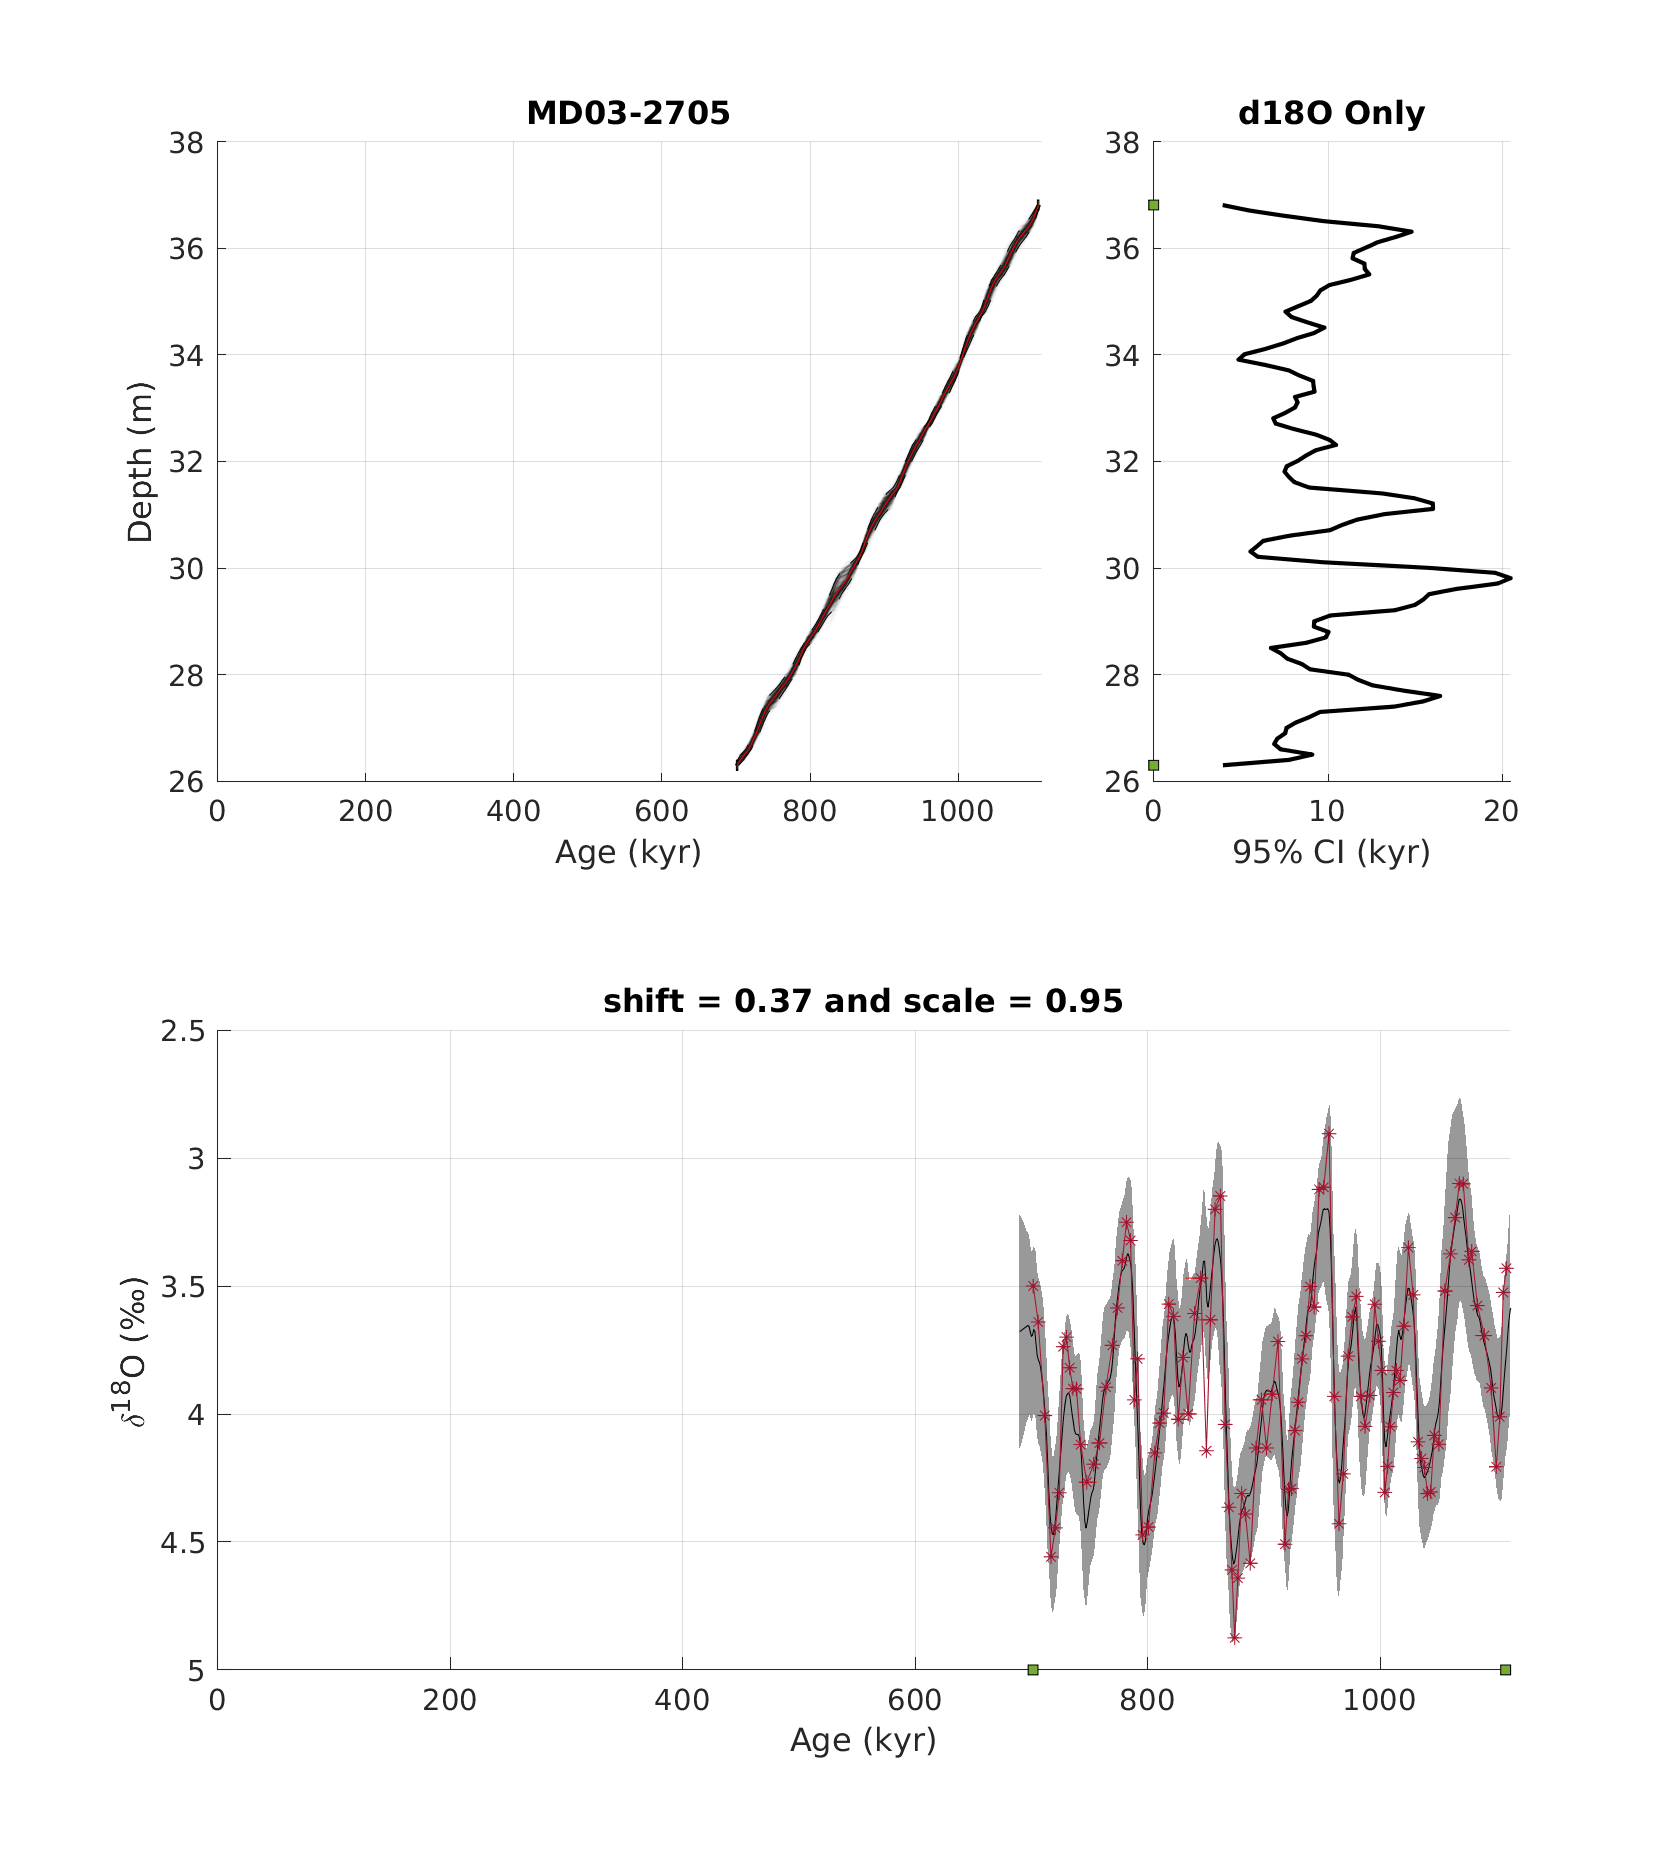 MD03-2705
d18O Only
38
36
34
32
30
28
26
Depth (m)
0 200 400 600 800 1000
Age (kyr)
38
36
34
32
30
28
26
0 10 20
95% CI (kyr)
shift = 0.37 and scale = 0.95
2.5
3
3.5
4
4.5
5
δ18O (‰)
0 200 400 600 800 1000
Age (kyr)